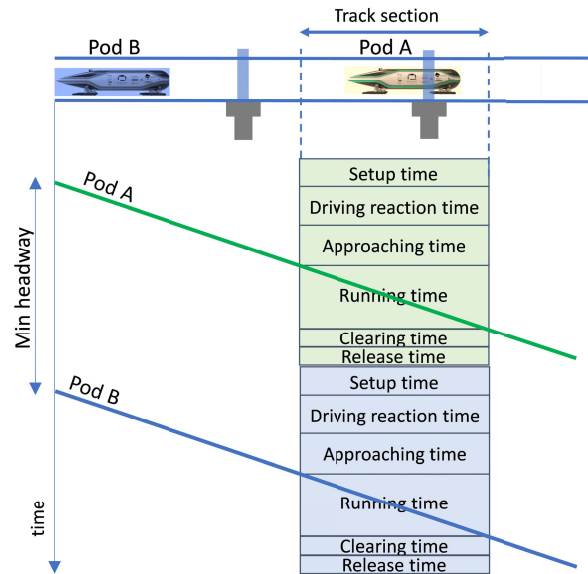 Track section
Pod B
Pod A
Setup time
Pod A
Driving reaction time
Approaching time
Running time
Min headway
Clearing time
Release time
Setup time
Pod B
Driving reaction time
Approaching time
Running time
time
Clearing time
Release time